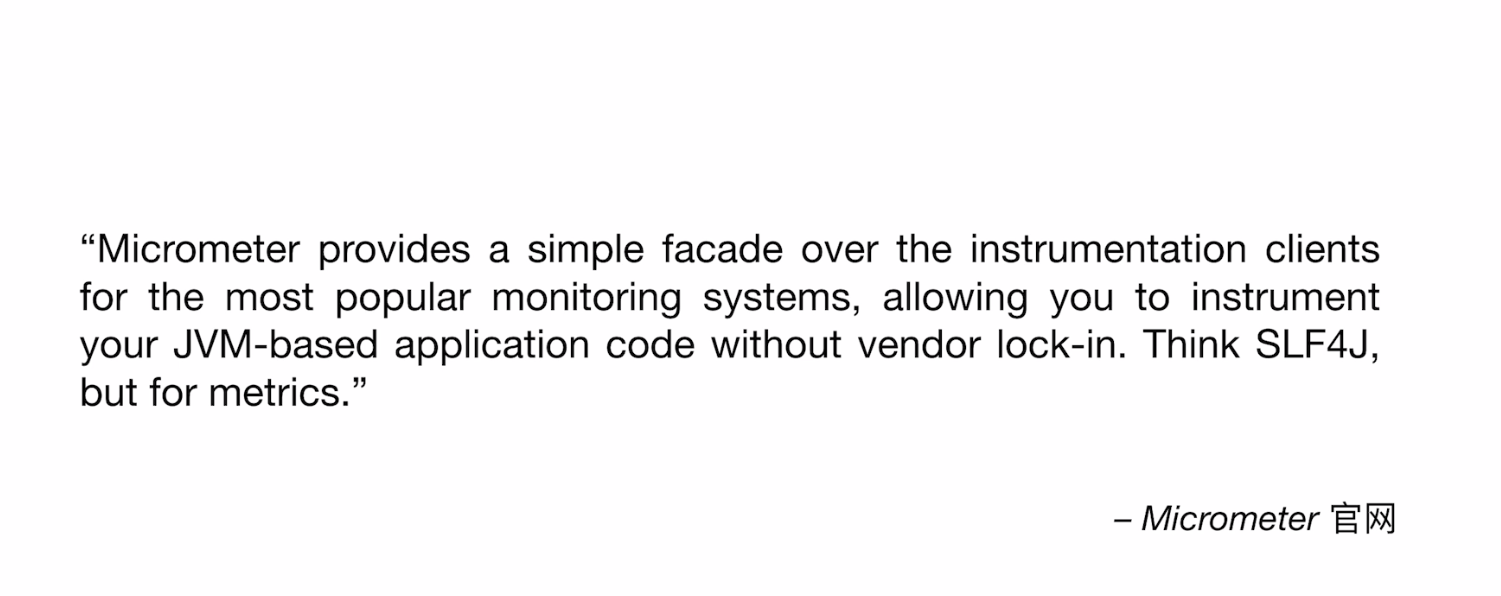 “Micrometer provides a simple facade over the instrumentation clients
for the most popular monitoring systems, allowing you to instrument
your JVM-based application code without vendor lock-in. Think SLF4J,
but for metrics.”
– Micrometer 官网